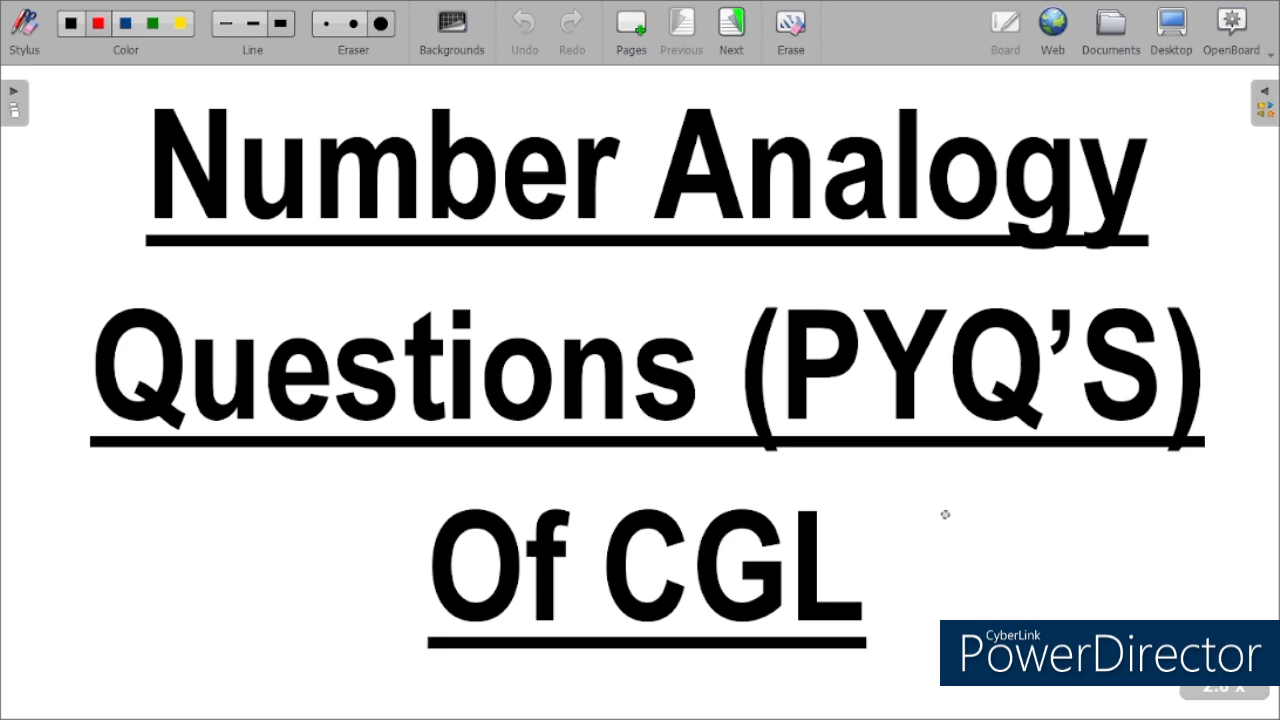 Stylus Color Line Eraser Backgrounds Undo Redo Pages Previous Next Erase Board Web Documents Desktop OpenBoard
Number Analogy
Questions (PYQ’S)
Of CGL
CyberLink
PowerDirector